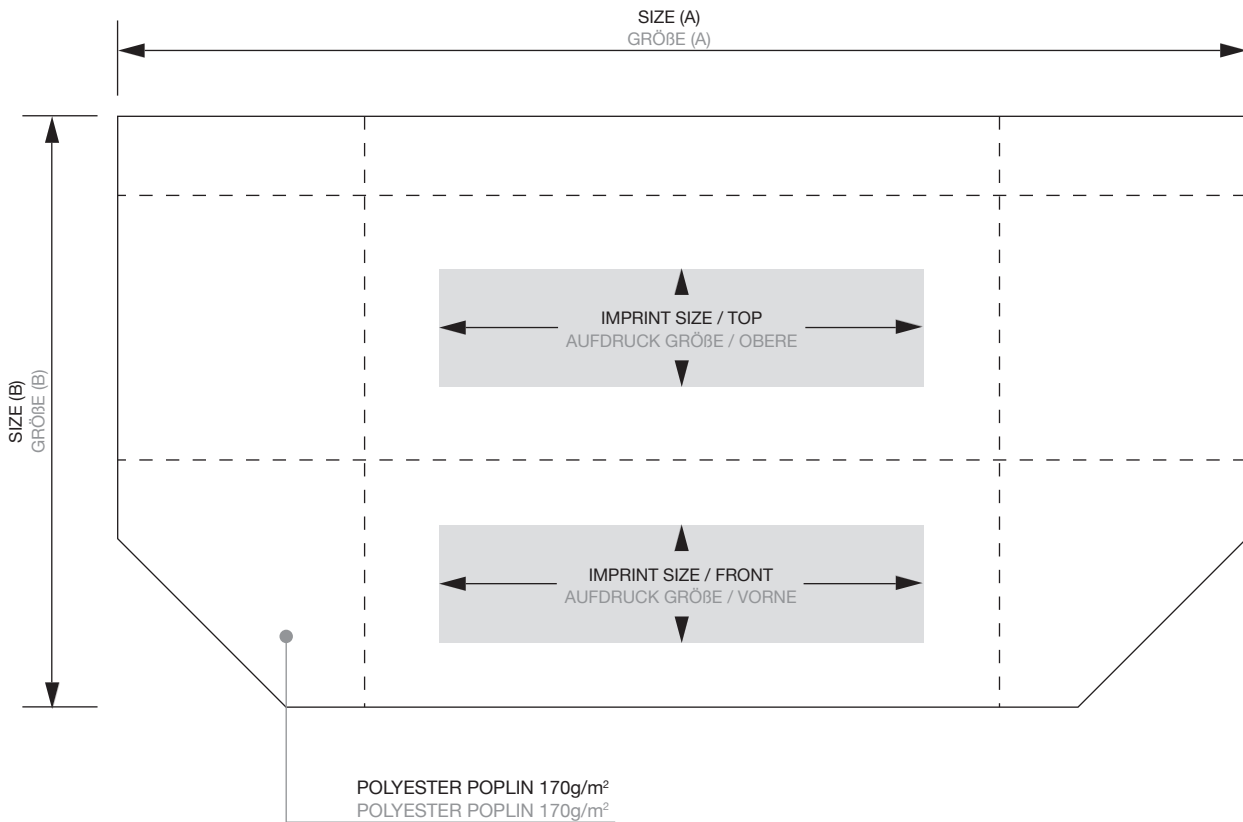 SIZE (A)
GRÖßE (A)
SIZE (B)
GRÖßE (B)
IMPRINT SIZE / TOP
AUFDRUCK GRÖßE / OBERE
IMPRINT SIZE / FRONT
AUFDRUCK GRÖßE / VORNE
POLYESTER POPLIN 170g/m²
POLYESTER POPLIN 170g/m²